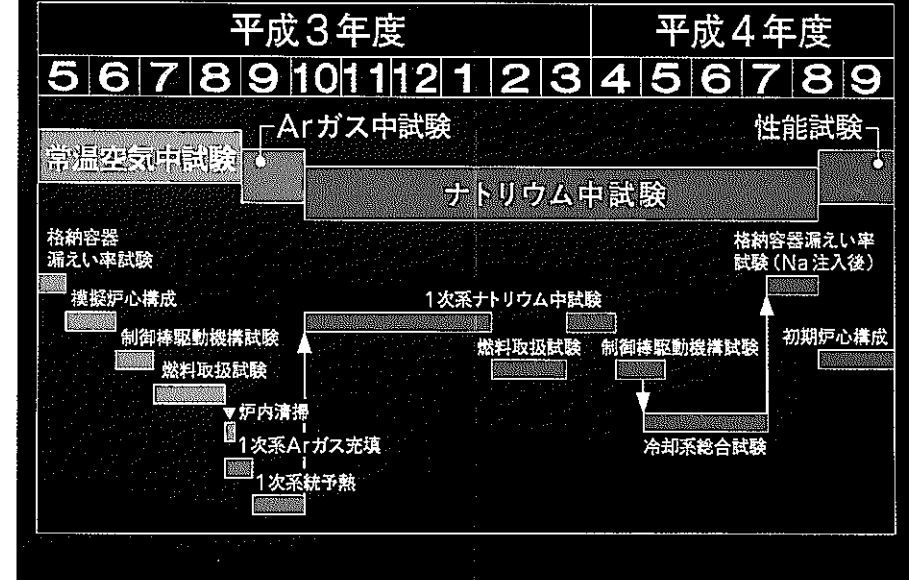 平成3年度
平成4年度
5 6 7 8 9 10 11 12 1 2 3 4 5 6 7 8 9
Arガス中試験
性能試験
常温空気中試験
ナトリウム中試験
格納容器
漏えい率試験
格納容器漏えい率
試験(Na注入後)
模擬炉心構成
1次系ナトリウム中試験
制御棒駆動機構試験
燃料取扱試験
制御棒駆動機構試験
初期炉心構成
燃料取扱試験
▼炉内清掃
1次系Arガス充填
冷却系総合試験
1次系統予熱